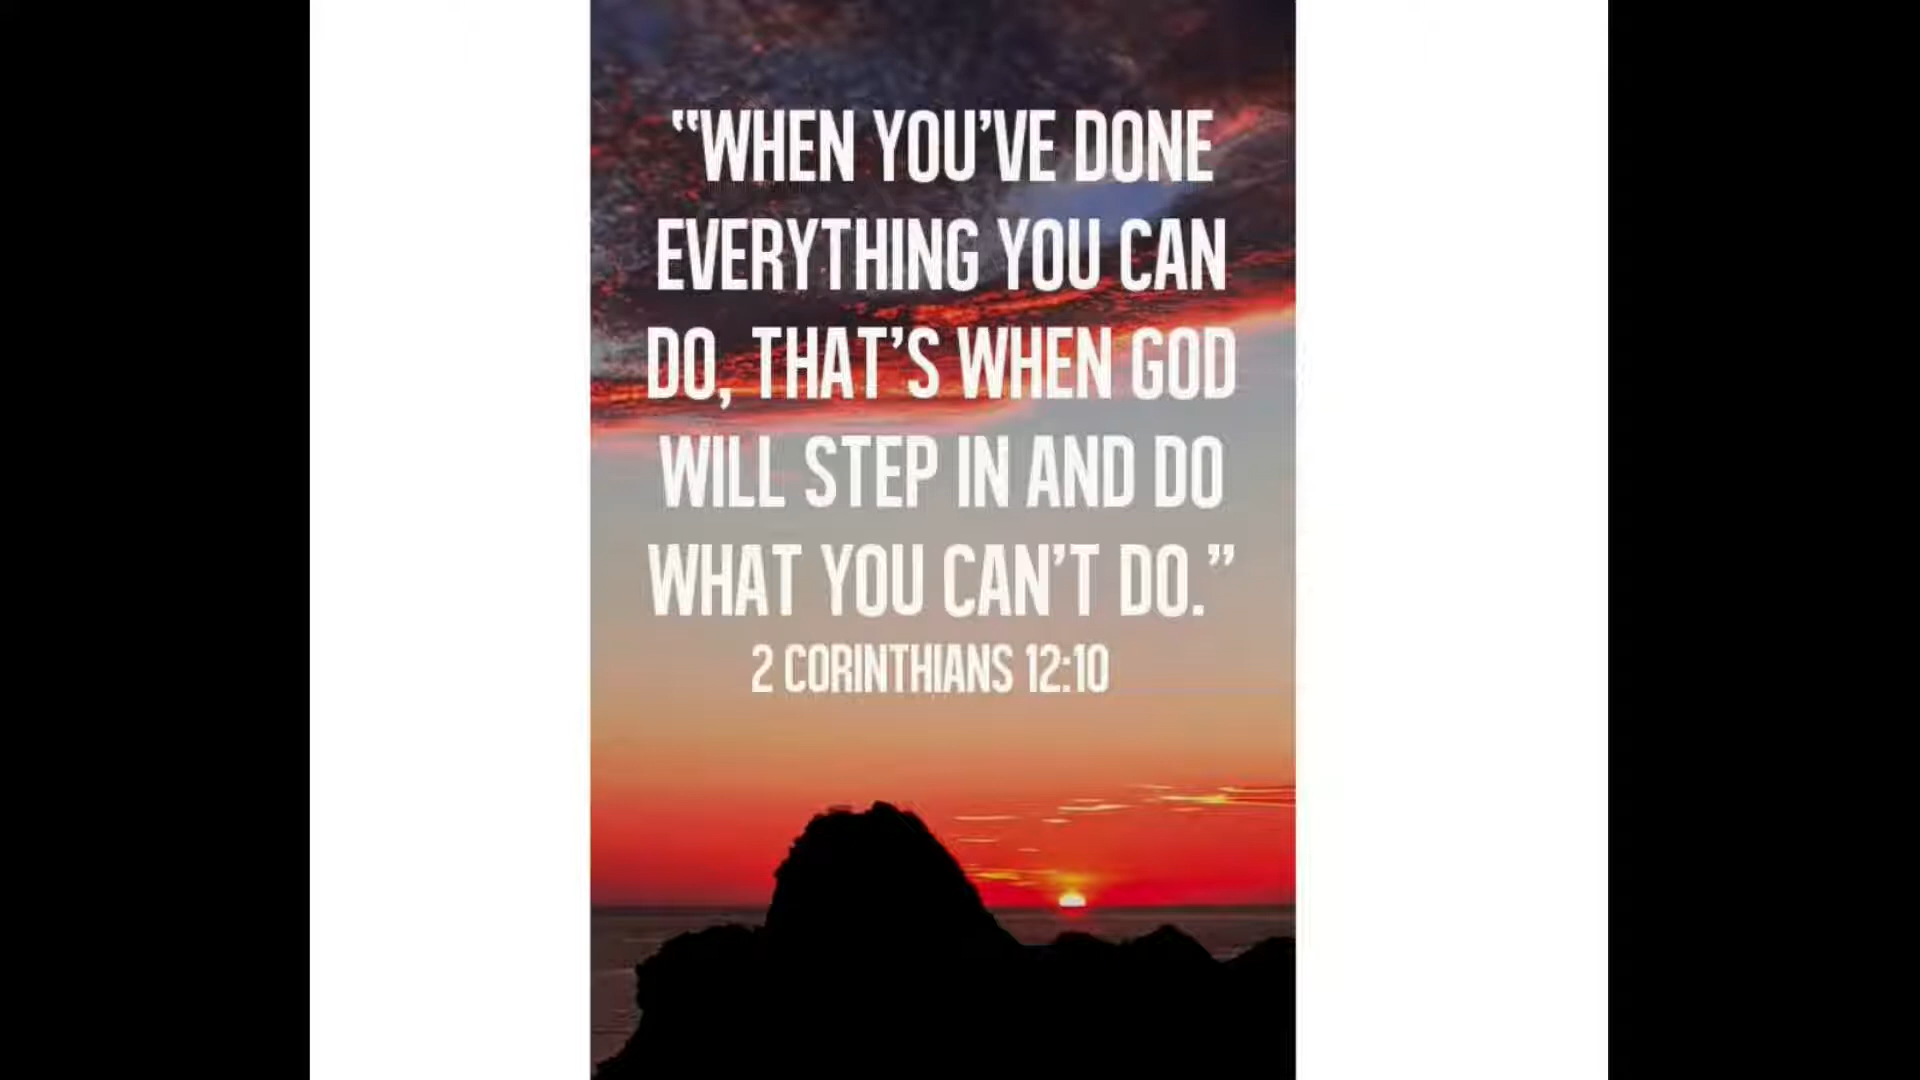 “WHEN YOU’VE DONE
EVERYTHING YOU CAN
DO, THAT’S WHEN GOD
WILL STEP IN AND DO
WHAT YOU CAN’T DO.”
2 CORINTHIANS 12:10